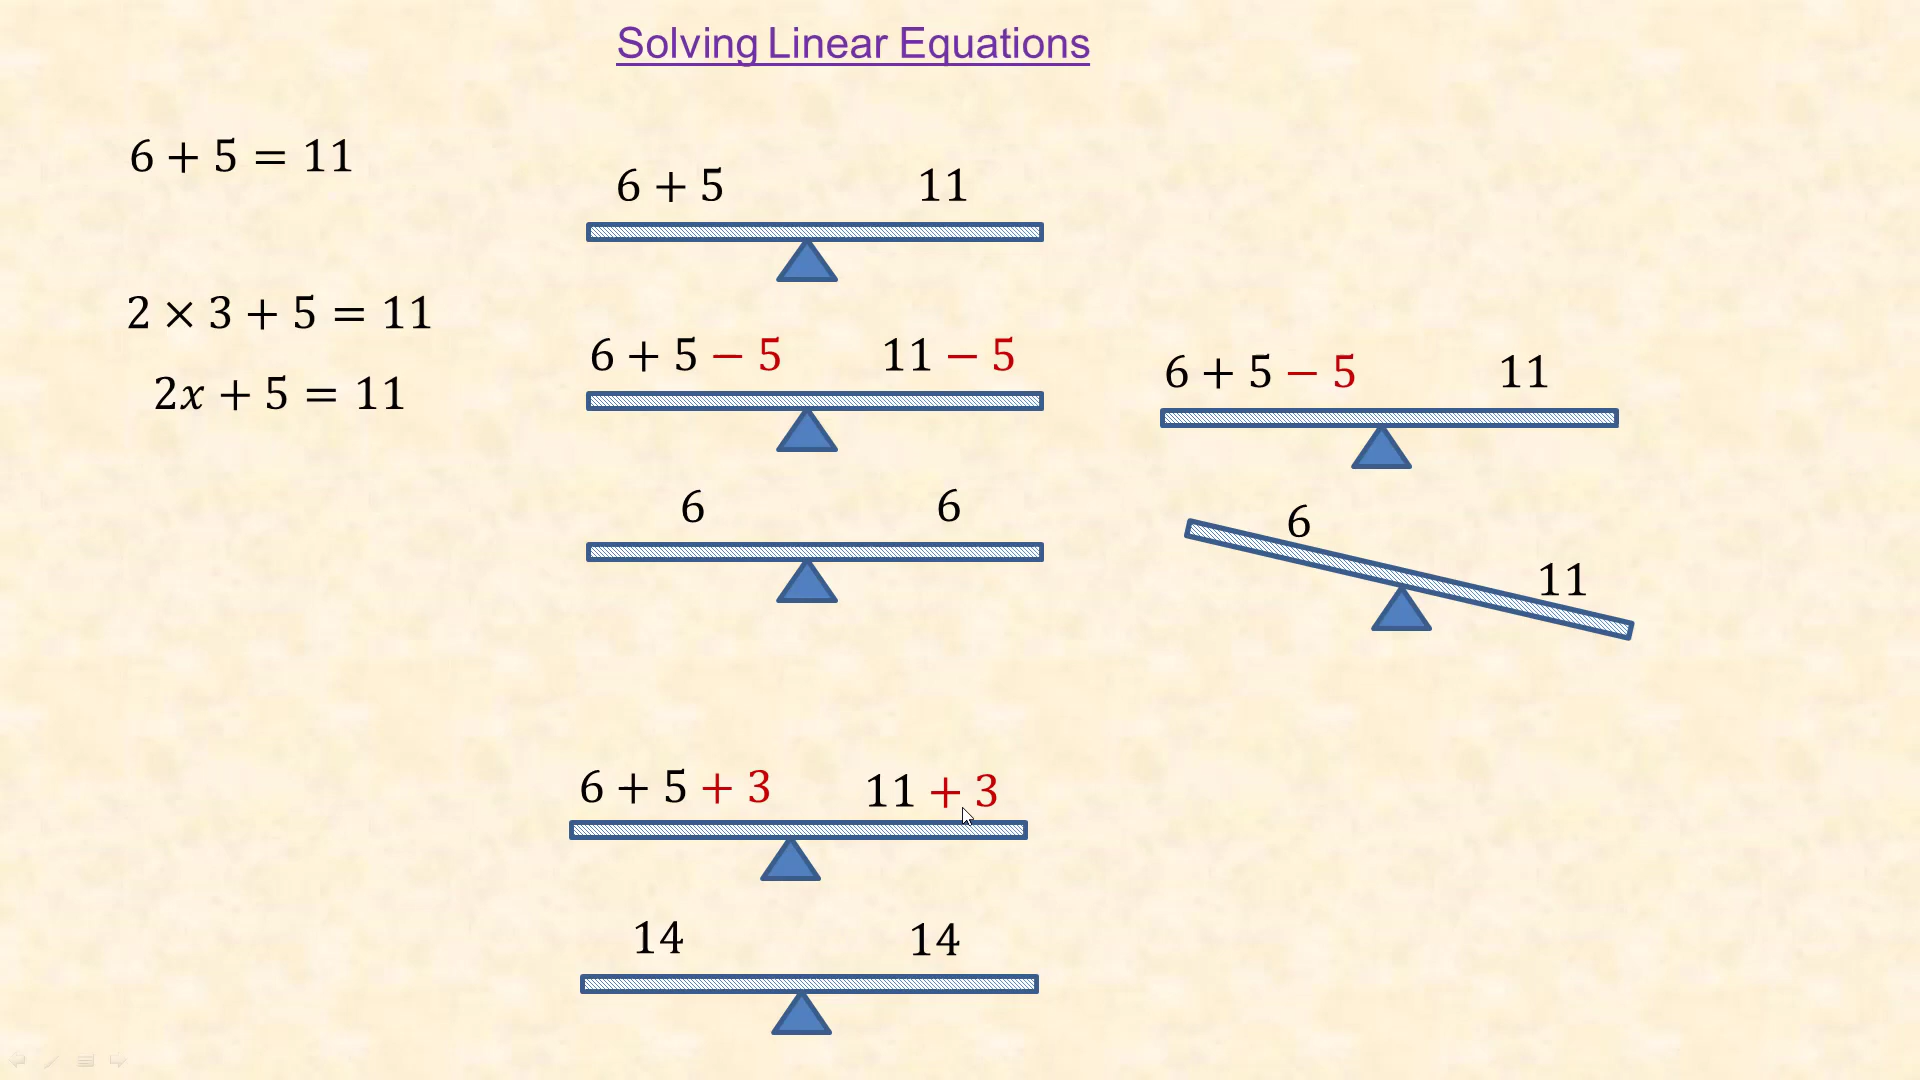 Solving Linear Equations
6 + 5 = 11
2 × 3 + 5 = 11
2x + 5 = 11
6 + 5 11
6 + 5 − 5 11 − 5
6 6
6 + 5 − 5 11
6
11
6 + 5 + 3 11 + 3
14 14